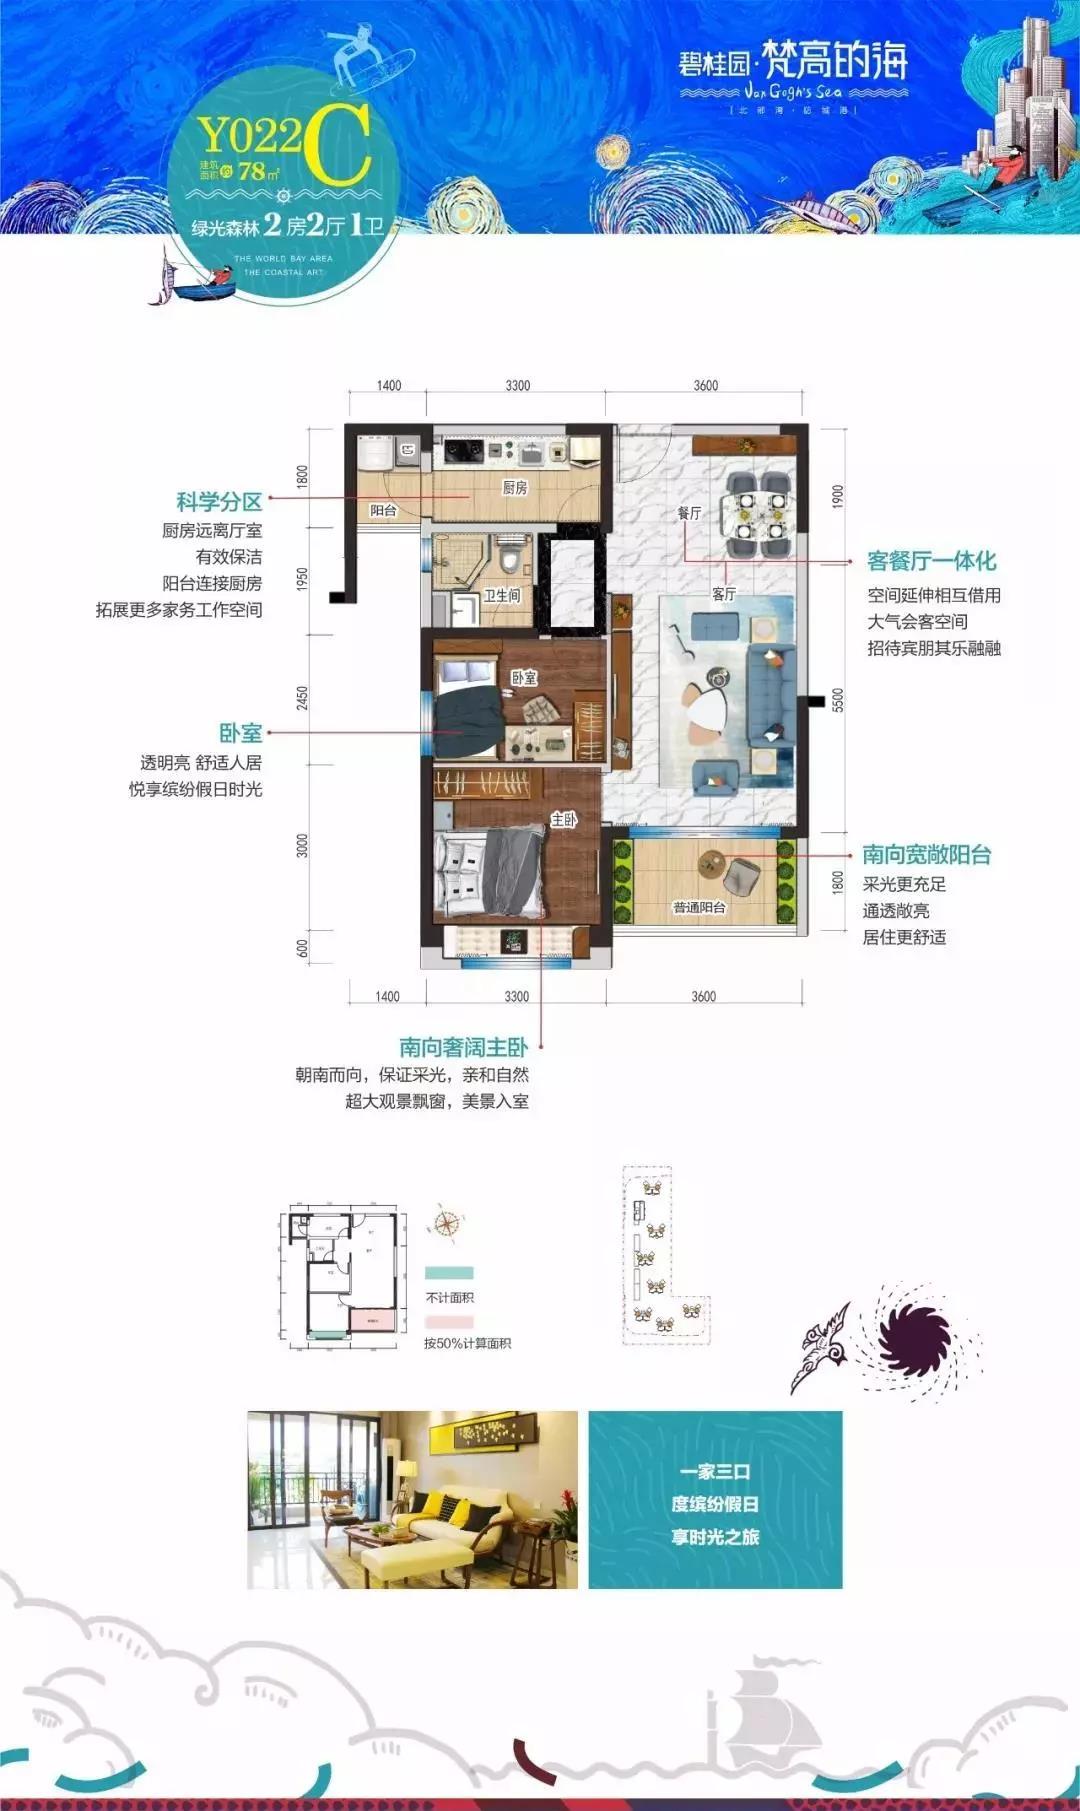 碧桂园·梵高的海
Van Gogh's Sea
[ 北部湾·防城港 ]
Y022C
建筑面积约78㎡
绿光森林2房2厅1卫
THE WORLD BAY AREA
THE COASTAL ART
1400 3300 3600
1800
1950
2450
3000
600
1900
5500
1800
科学分区
厨房远离厅室
有效保洁
阳台连接厨房
拓展更多家务工作空间
阳台
厨房
卫生间
餐厅
客厅
卧室
主卧
普通阳台
客餐厅一体化
空间延伸相互借用
大气会客空间
招待宾朋其乐融融
卧室
透明亮 舒适人居
悦享缤纷假日时光
南向宽敞阳台
采光更充足
通透敞亮
居住更舒适
1400 3300 3600
南向奢阔主卧
朝南而向，保证采光，亲和自然
超大观景飘窗，美景入室
不计面积
按50%计算面积
一家三口
度缤纷假日
享时光之旅